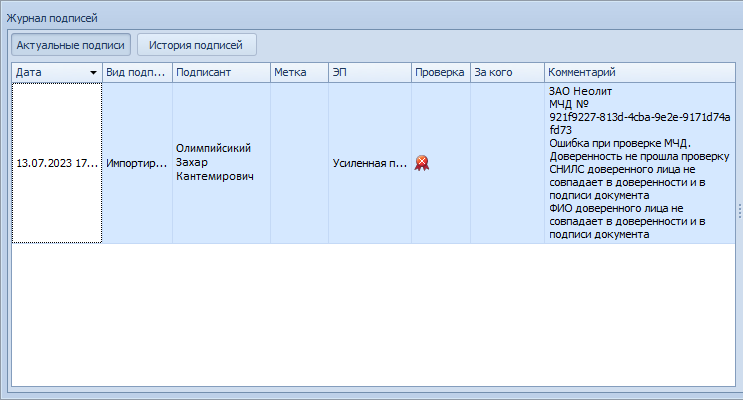 Журнал подписей
Актуальные подписи
История подписей
Дата
Вид подп...
Подписант
Метка
ЭП
Проверка
За кого
Комментарий
13.07.2023 17...
Импортир...
Олимпийсикий
Захар
Кантемирович
Усиленная п...
ЗАО Неолит
МЧД №
921f9227-813d-4cba-9e2e-9171d74a
fd73
Ошибка при проверке МЧД.
Доверенность не прошла проверку
СНИЛС доверенного лица не
совпадает в доверенности и в
подписи документа
ФИО доверенного лица не
совпадает в доверенности и в
подписи документа